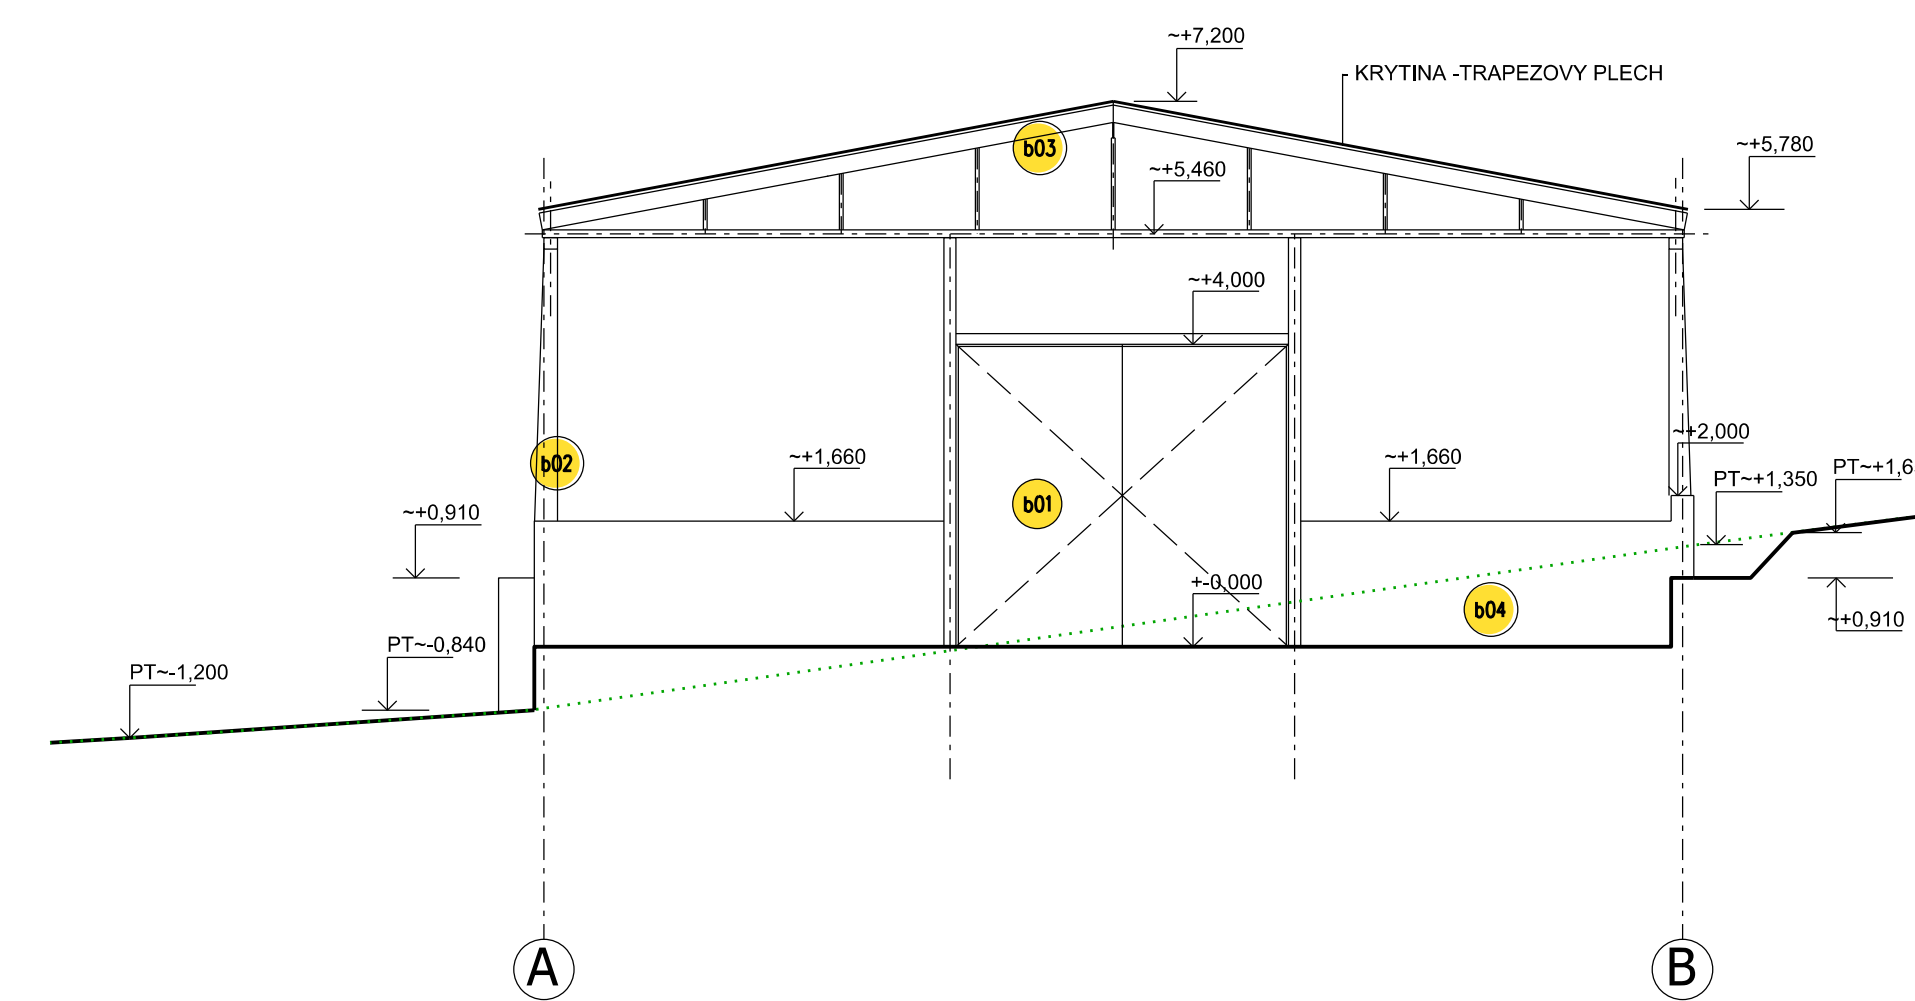 ~+7,200
KRYTINA -TRAPEZOVY PLECH
~+5,780
b03
~+5,460
~+4,000
~+2,000
b02
~+1,660
~+1,660
PT~+1,350
PT~+1,6
b01
~+0,910
+-0,000
b04
~+0,910
PT~-0,840
PT~-1,200
A
B